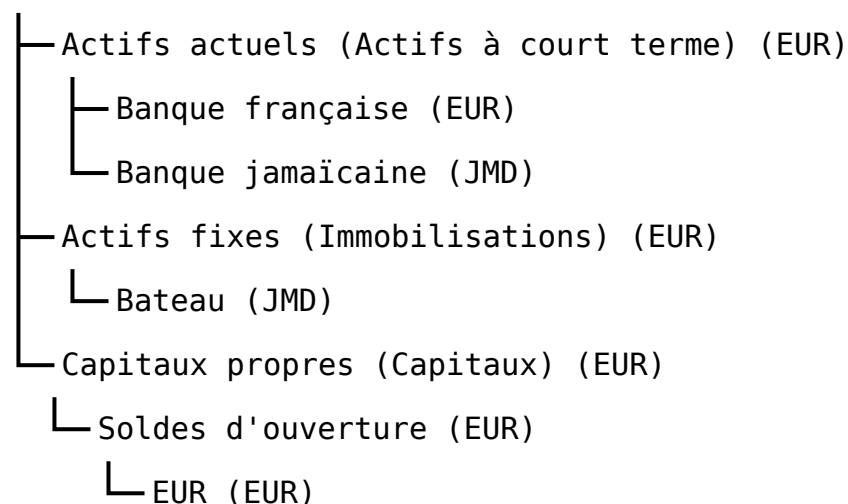 Actifs actuels (Actifs à court terme) (EUR)
Banque française (EUR)
Banque jamaïcaine (JMD)
Actifs fixes (Immobilisations) (EUR)
Bateau (JMD)
Capitaux propres (Capitaux) (EUR)
Soldes d'ouverture (EUR)
EUR (EUR)